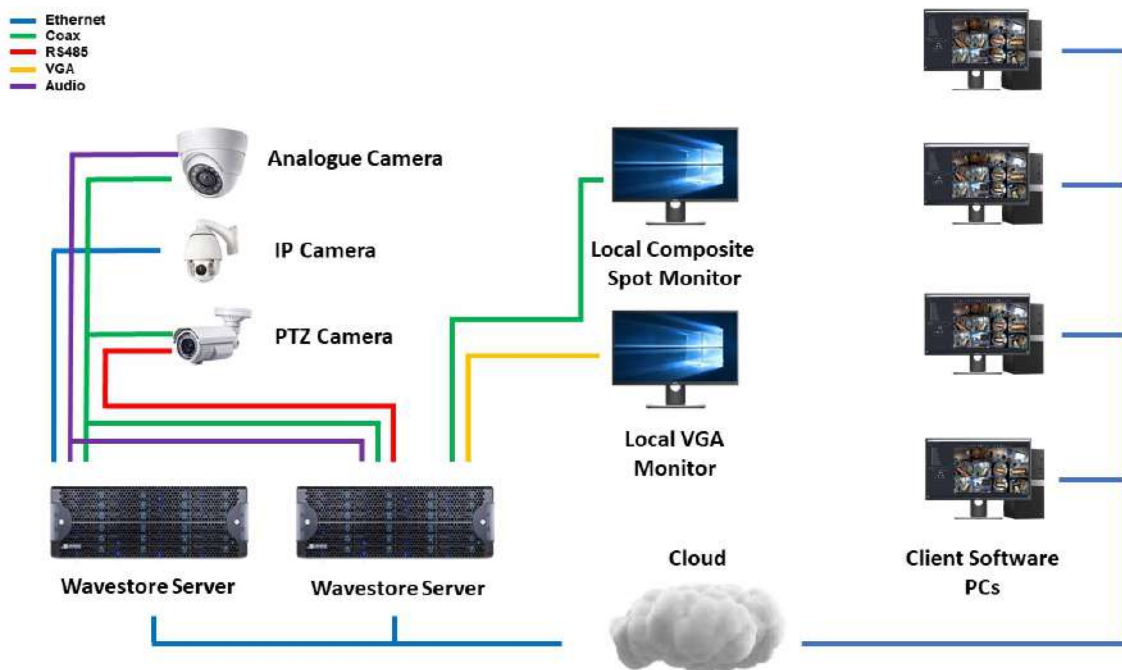 Ethernet
Coax
RS485
VGA
Audio
Analogue Camera
IP Camera
PTZ Camera
Local Composite
Spot Monitor
Local VGA
Monitor
Wavestore Server
Wavestore Server
Cloud
Client Software
PCs